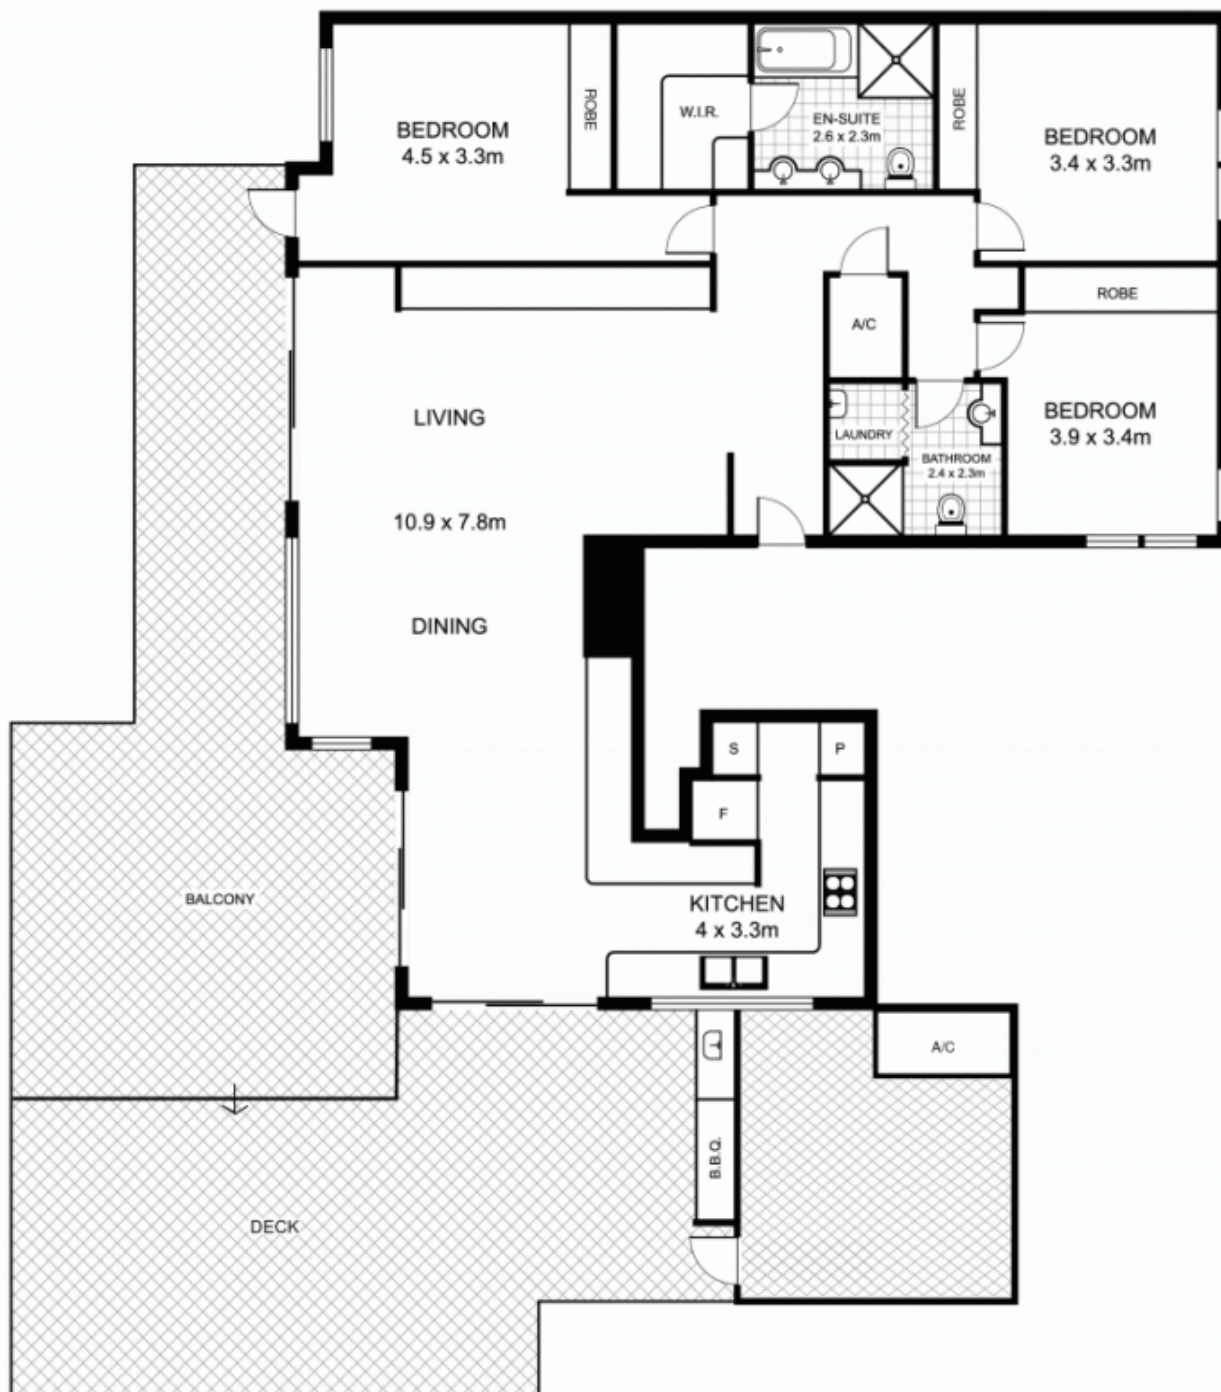 ROBE
W.I.R.
EN-SUITE
2.6 x 2.3m
ROBE
BEDROOM
4.5 x 3.3m
BEDROOM
3.4 x 3.3m
ROBE
A/C
LIVING
BEDROOM
3.9 x 3.4m
LAUNDRY
BATHROOM
2.4 x 2.3m
10.9 x 7.8m
DINING
S
P
F
BALCONY
KITCHEN
4 x 3.3m
A/C
B.B.Q.
DECK